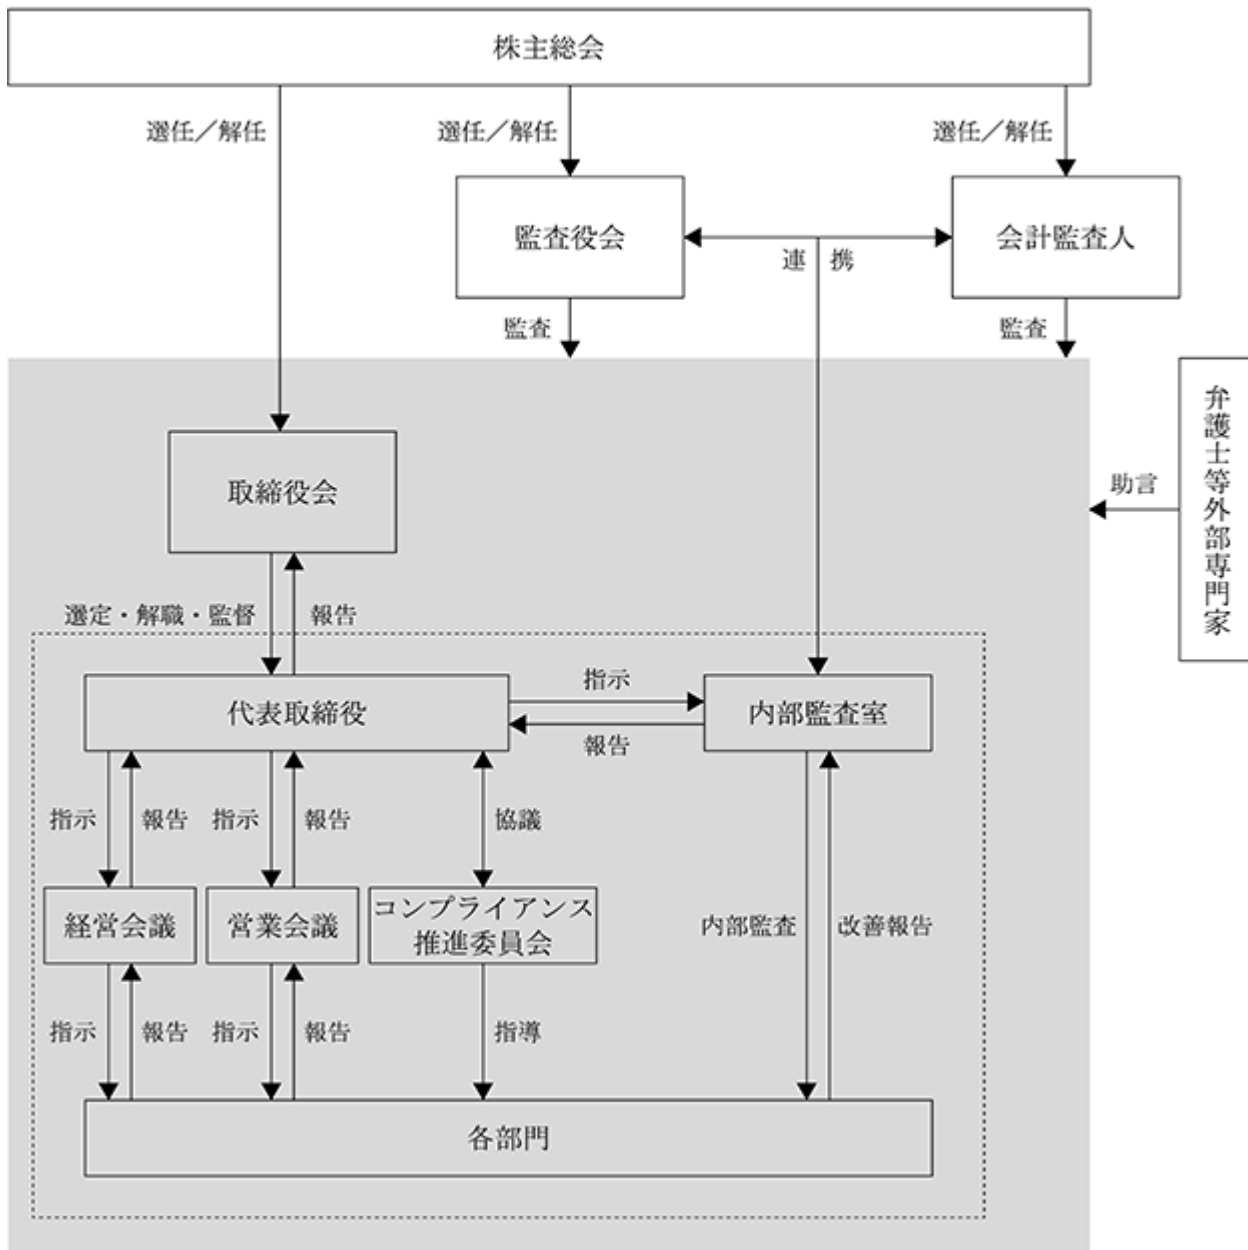 株主総会
選任／解任
選任／解任
選任／解任
監査役会
会計監査人
連携
監査
監査
弁護士等外部専門家
助言
取締役会
選定・解職・監督
報告
代表取締役
指示
報告
内部監査室
指示
報告
指示
報告
協議
経営会議
営業会議
コンプライアンス
推進委員会
内部監査
改善報告
指示
報告
指示
報告
指導
各部門